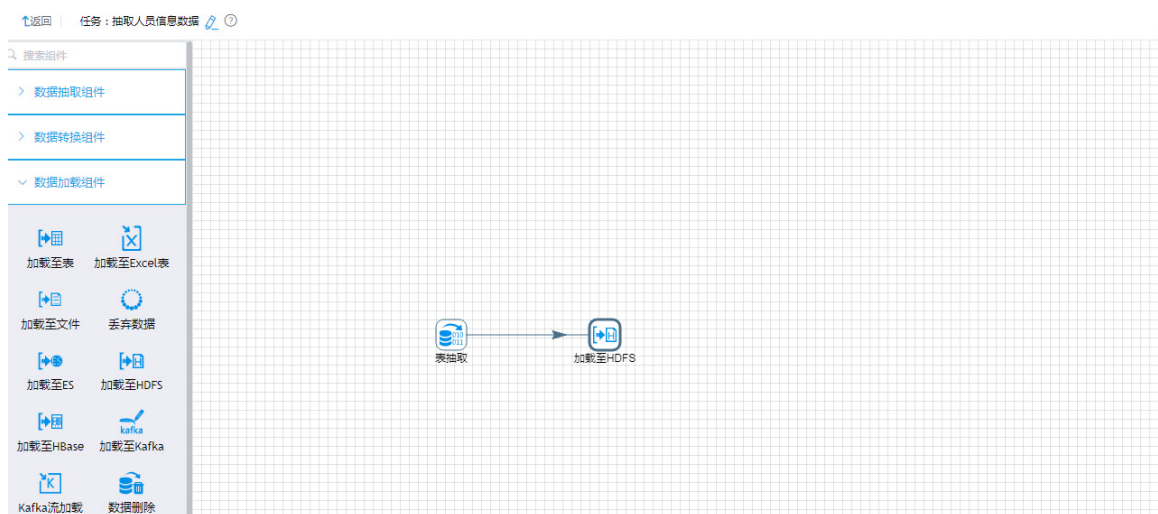 返回 任务：抽取人员信息数据
搜索组件
数据抽取组件
数据转换组件
数据加载组件
加载至表 加载至Excel表
加载至文件 丢弃数据
加载至ES 加载至HDFS
kafka
加载至HBase 加载至Kafka
Kafka流加载 数据删除
010
011
表抽取 加载至HDFS